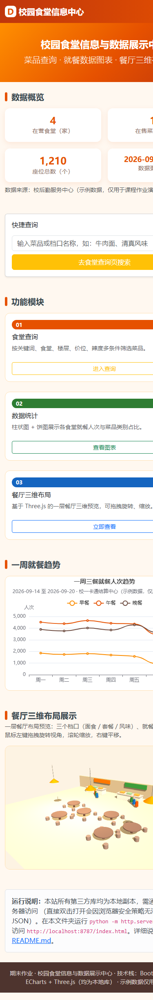 D 校园食堂信息中心
校园食堂信息与数据展示中
菜品查询 · 就餐数据图表 · 餐厅三维
数据概览
4
在营食堂（家）
在售菜
1,210
座位总数（个）
2026-09
数据更
数据来源：校后勤服务中心（示例数据，仅用于课程作业演
快捷查询
输入菜品或档口名称，如：牛肉面、清真风味
去食堂查询页搜索
功能模块
01
食堂查询
按关键词、食堂、楼层、价位、辣度多条件筛选菜品。
进入查询
02
数据统计
柱状图 + 饼图展示各食堂就餐人次与菜品类别占比。
查看图表
03
餐厅三维布局
基于 Three.js 的一层餐厅三维预览，可拖拽旋转、缩放。
立即查看
一周就餐趋势
一周三餐就餐人次趋势
2026-09-14 至 2026-09-20 · 校一卡通结算中心（示例数据，仅
早餐 午餐 晚餐
人次
5,000
4,000
3,000
2,000
1,000
0
周一 周二 周三 周四 周五
餐厅三维布局展示
一层餐厅布局预览：三个档口（面食 / 套餐 / 风味）、就餐
鼠标左键拖拽旋转视角，滚轮缩放，右键平移。
运行说明：本站所有第三方库均为本地副本，需通
务器访问 （直接双击打开会因浏览器安全策略无法
JSON）。在本文件夹运行 python -m http.server
访问 http://localhost:8787/index.html。详细说
README.md。
期末作业 · 校园食堂信息与数据展示中心 · 技术栈：Boot
ECharts + Three.js（均为本地库） · 示例数据仅用